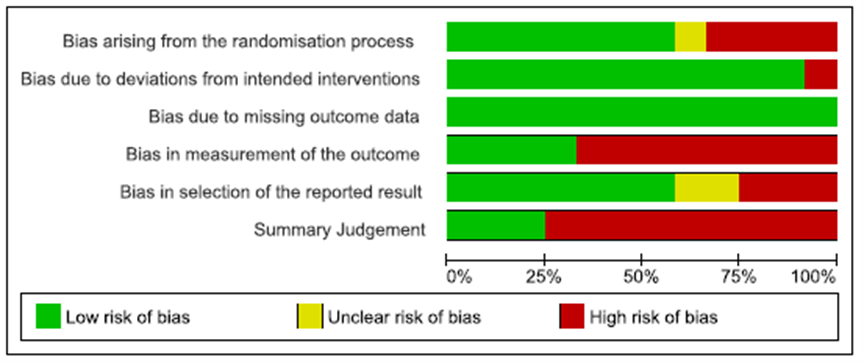 Bias arising from the randomisation process
Bias due to deviations from intended interventions
Bias due to missing outcome data
Bias in measurement of the outcome
Bias in selection of the reported result
Summary Judgement
0% 25% 50% 75% 100%
Low risk of bias Unclear risk of bias High risk of bias